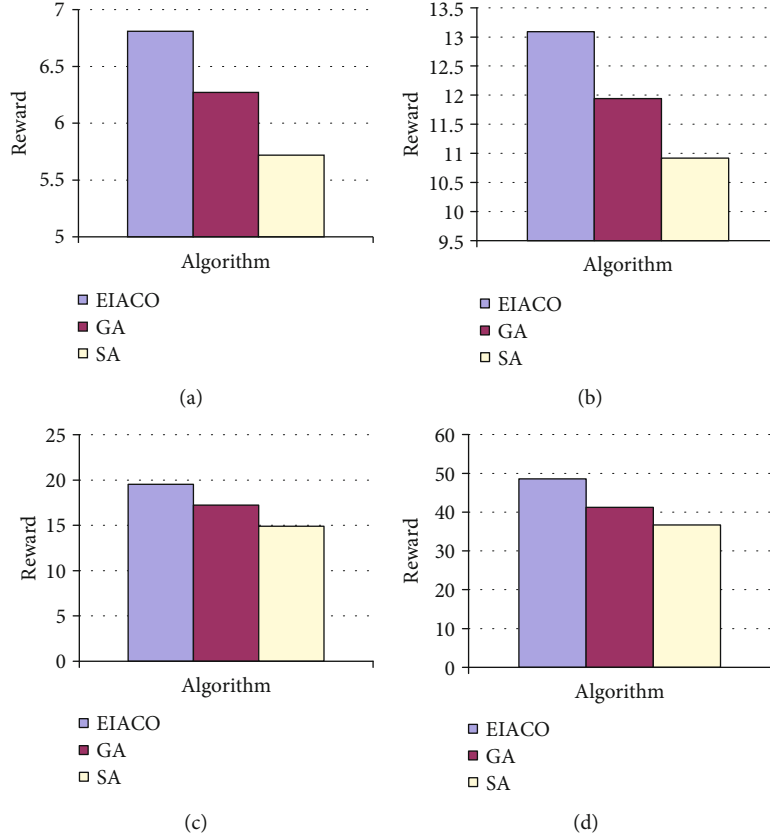 7
6.5
6
5.5
5
Reward
Algorithm
EIACO
GA
SA
(a)
13.5
13
12.5
12
11.5
11
10.5
10
9.5
Reward
Algorithm
EIACO
GA
SA
(b)
25
20
15
10
5
0
Reward
Algorithm
EIACO
GA
SA
(c)
60
50
40
30
20
10
0
Reward
Algorithm
EIACO
GA
SA
(d)